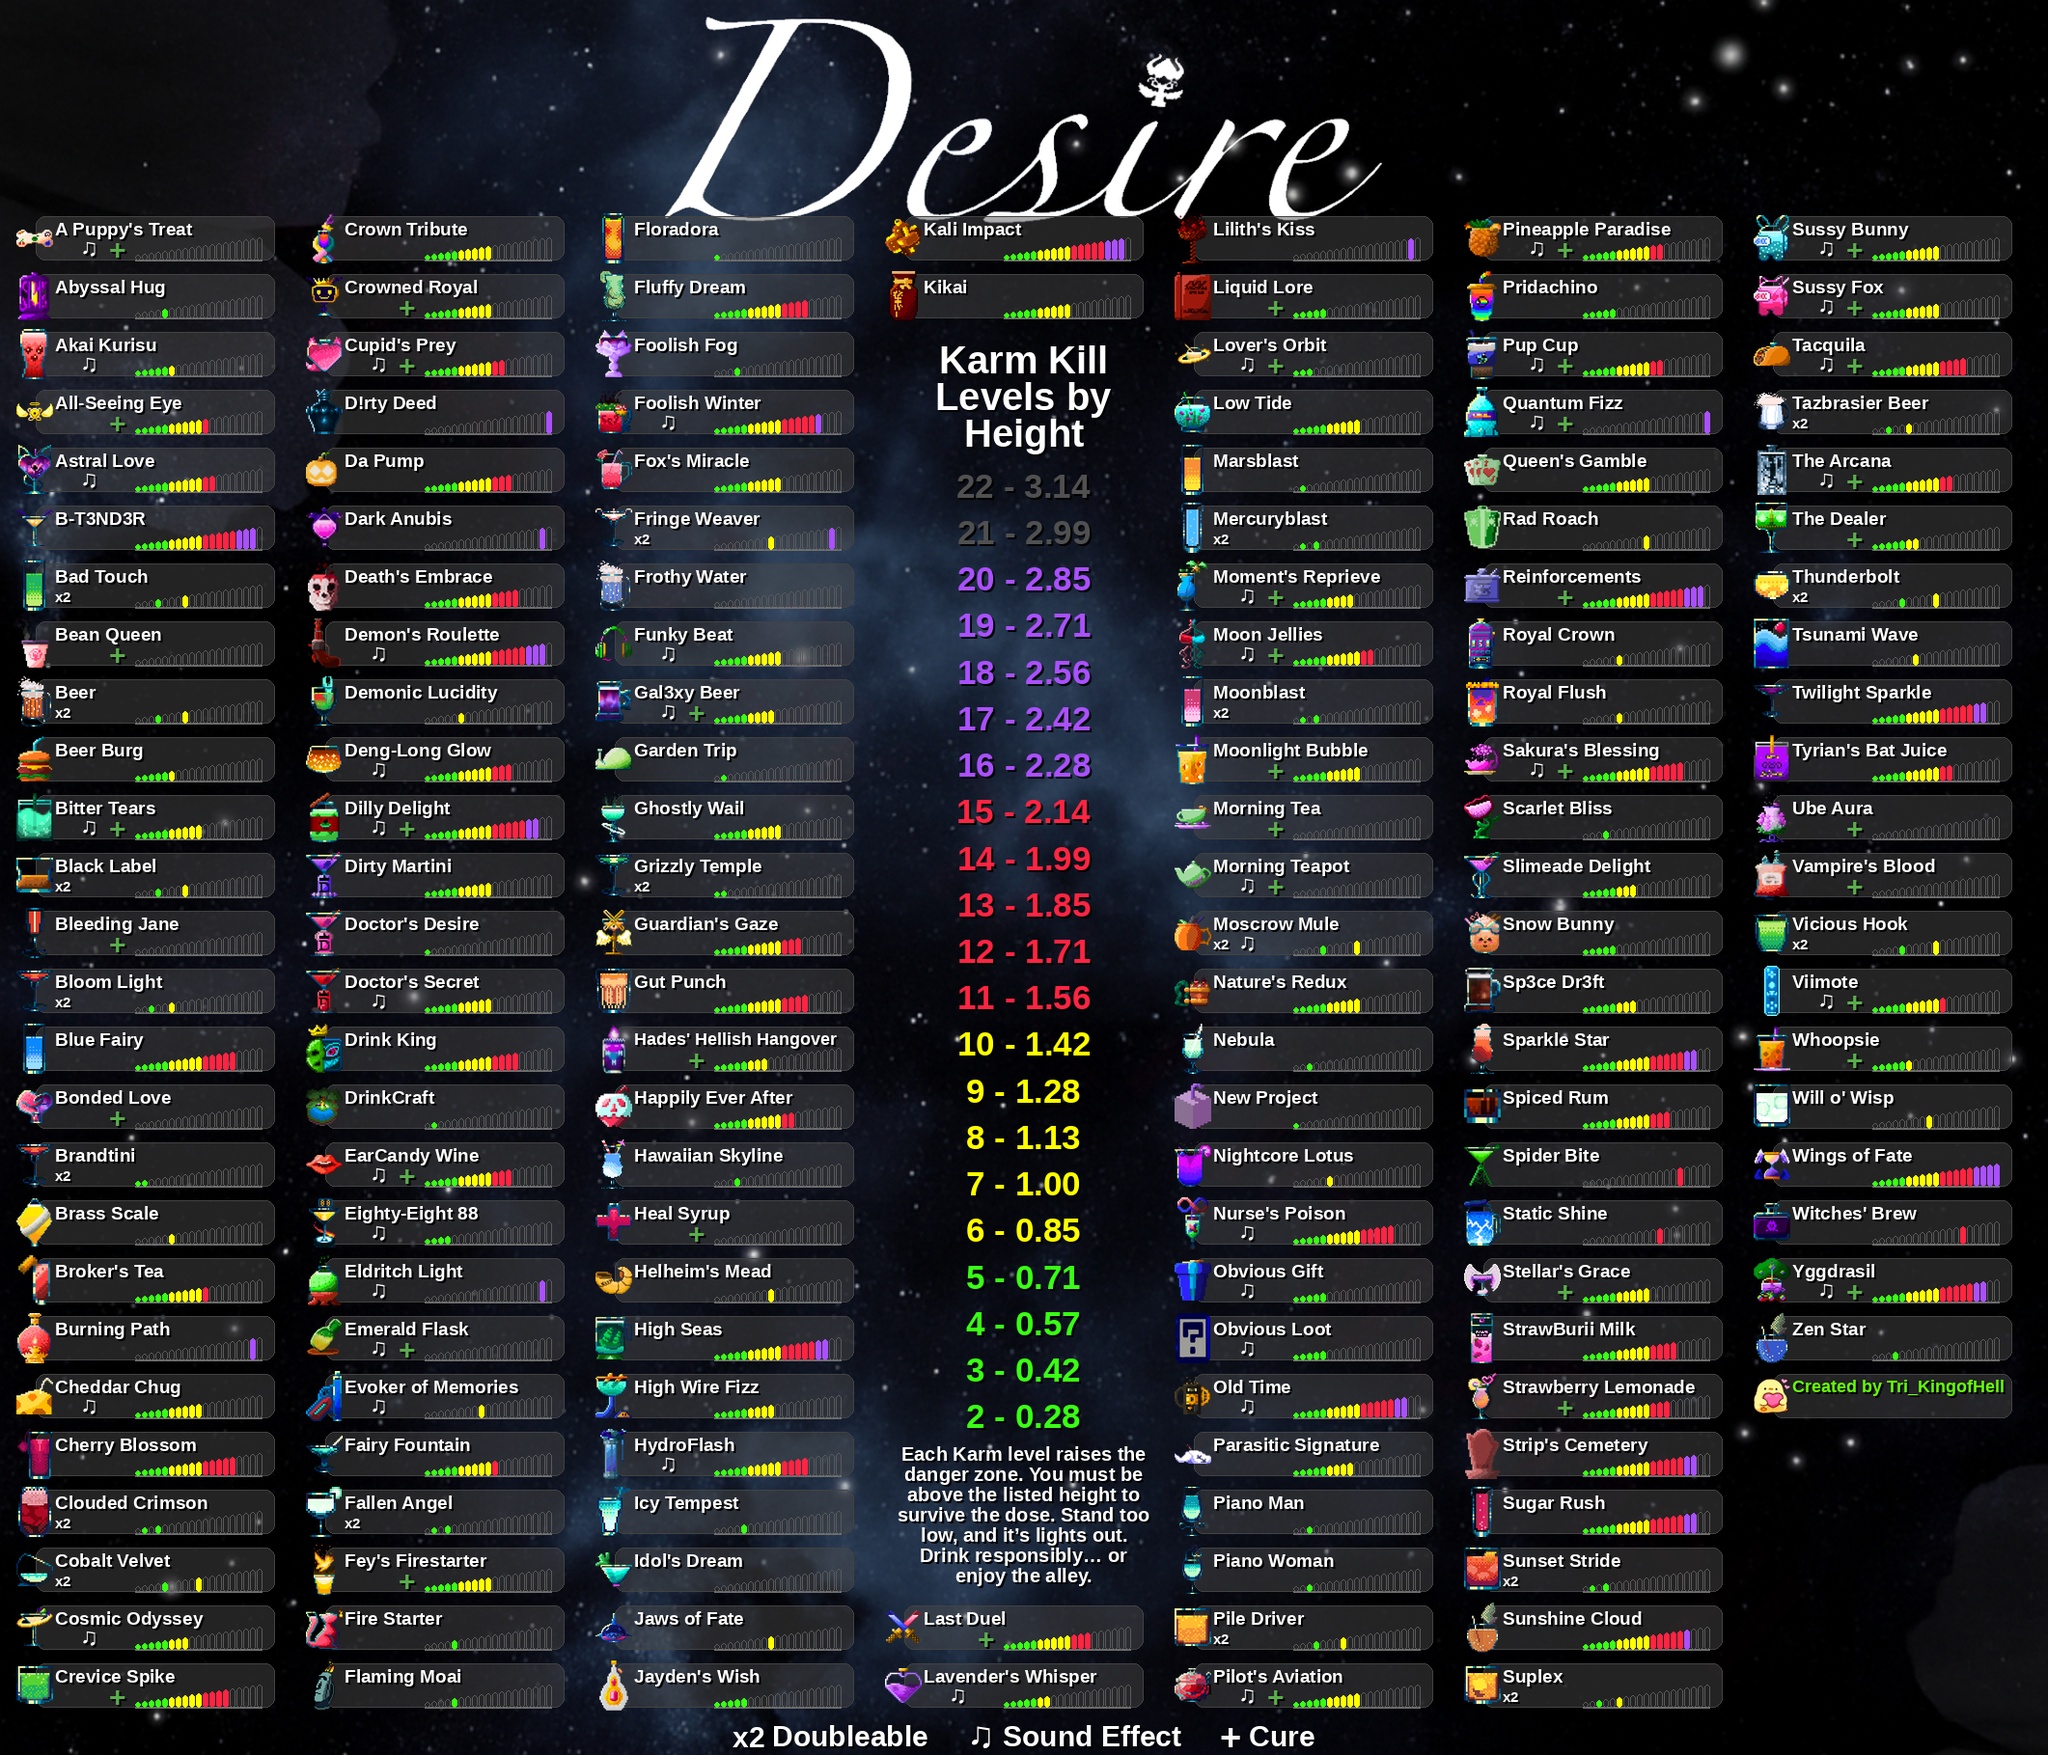 Desire
A Puppy's Treat
♫ +
Abyssal Hug
Akai Kurisu
♫
All-Seeing Eye
+
Astral Love
♫
B-T3ND3R
Bad Touch
x2
Bean Queen
+
Beer
x2
Beer Burg
Bitter Tears
♫ +
Black Label
x2
Bleeding Jane
+
Bloom Light
x2
Blue Fairy
Bonded Love
+
Brandtini
x2
Brass Scale
Broker's Tea
Burning Path
Cheddar Chug
♫
Cherry Blossom
Clouded Crimson
x2
Cobalt Velvet
x2
Cosmic Odyssey
♫
Crevice Spike
+
Crown Tribute
Crowned Royal
+
Cupid's Prey
♫ +
D!rty Deed
Da Pump
Dark Anubis
Death's Embrace
Demon's Roulette
♫
Demonic Lucidity
Deng-Long Glow
♫
Dilly Delight
♫ +
Dirty Martini
Doctor's Desire
Doctor's Secret
♫
Drink King
DrinkCraft
EarCandy Wine
♫ +
Eighty-Eight 88
♫
Eldritch Light
♫
Emerald Flask
♫ +
Evoker of Memories
♫
Fairy Fountain
Fallen Angel
x2
Fey's Firestarter
+
Fire Starter
Flaming Moai
Floradora
Fluffy Dream
Foolish Fog
Foolish Winter
♫
Fox's Miracle
Fringe Weaver
x2
Frothy Water
Funky Beat
♫
Gal3xy Beer
♫ +
Garden Trip
Ghostly Wail
Grizzly Temple
x2
Guardian's Gaze
Gut Punch
Hades' Hellish Hangover
+
Happily Ever After
Hawaiian Skyline
Heal Syrup
+
Helheim's Mead
High Seas
High Wire Fizz
HydroFlash
♫
Icy Tempest
Idol's Dream
Jaws of Fate
Jayden's Wish
Kali Impact
Kikai
Karm Kill
Levels by
Height
22 - 3.14
21 - 2.99
20 - 2.85
19 - 2.71
18 - 2.56
17 - 2.42
16 - 2.28
15 - 2.14
14 - 1.99
13 - 1.85
12 - 1.71
11 - 1.56
10 - 1.42
9 - 1.28
8 - 1.13
7 - 1.00
6 - 0.85
5 - 0.71
4 - 0.57
3 - 0.42
2 - 0.28
Each Karm level raises the
danger zone. You must be
above the listed height to
survive the dose. Stand too
low, and it's lights out.
Drink responsibly... or
enjoy the alley.
Last Duel
+
Lavender's Whisper
♫
Lilith's Kiss
Liquid Lore
+
Lover's Orbit
♫ +
Low Tide
Marsblast
Mercuryblast
x2
Moment's Reprieve
♫ +
Moon Jellies
♫ +
Moonblast
x2
Moonlight Bubble
+
Morning Tea
+
Morning Teapot
♫ +
Moscrow Mule
x2 ♫
Nature's Redux
Nebula
New Project
Nightcore Lotus
Nurse's Poison
♫
Obvious Gift
♫
Obvious Loot
♫
Old Time
♫
Parasitic Signature
Piano Man
Piano Woman
Pile Driver
x2
Pilot's Aviation
♫ +
Pineapple Paradise
♫ +
Pridachino
Pup Cup
♫ +
Quantum Fizz
♫ +
Queen's Gamble
Rad Roach
Reinforcements
+
Royal Crown
Royal Flush
Sakura's Blessing
♫ +
Scarlet Bliss
Slimeade Delight
Snow Bunny
Sp3ce Dr3ft
Sparkle Star
Spiced Rum
Spider Bite
Static Shine
Stellar's Grace
+
StrawBurii Milk
Strawberry Lemonade
+
Strip's Cemetery
Sugar Rush
Sunset Stride
x2
Sunshine Cloud
Suplex
x2
Sussy Bunny
♫ +
Sussy Fox
♫ +
Tacquila
♫ +
Tazbrasier Beer
x2
The Arcana
♫ +
The Dealer
+
Thunderbolt
x2
Tsunami Wave
Twilight Sparkle
Tyrian's Bat Juice
Ube Aura
+
Vampire's Blood
+
Vicious Hook
x2
Viimote
♫ +
Whoopsie
+
Will o' Wisp
Wings of Fate
Witches' Brew
Yggdrasil
♫ +
Zen Star
Created by Tri_KingofHell
x2 Doubleable ♫ Sound Effect + Cure